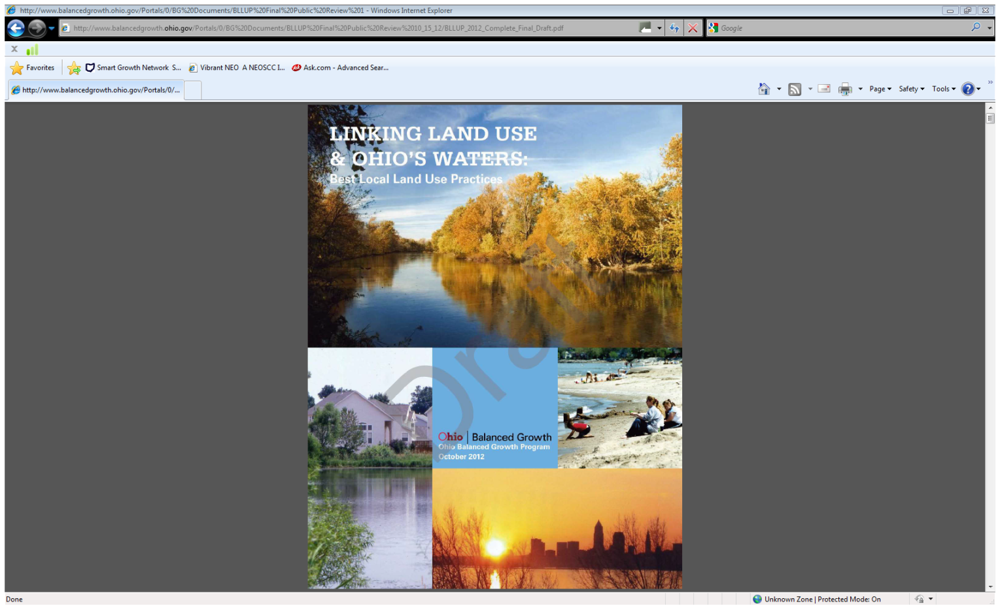 http://www.balancedgrowth.ohio.gov/Portals/0/BG%20Documents/BLLUP%20Final%20Public%20Review%201 - Windows Internet Explorer
http://www.balancedgrowth.ohio.gov/Portals/0/BG%20Documents/BLLUP%20Final%20Public%20Review%2010_15_12/BLLUP_2012_Complete_Final_Draft.pdf
Google
X
Favorites
Smart Growth Network S...
Vibrant NEO A NEOSCC I...
Ask.com - Advanced Sear...
http://www.balancedgrowth.ohio.gov/Portals/0/...
Page
Safety
Tools
LINKING LAND USE
& OHIO'S WATERS:
Best Local Land Use Practices
Draft
Ohio | Balanced Growth
Ohio Balanced Growth Program
October 2012
Done
Unknown Zone | Protected Mode: On